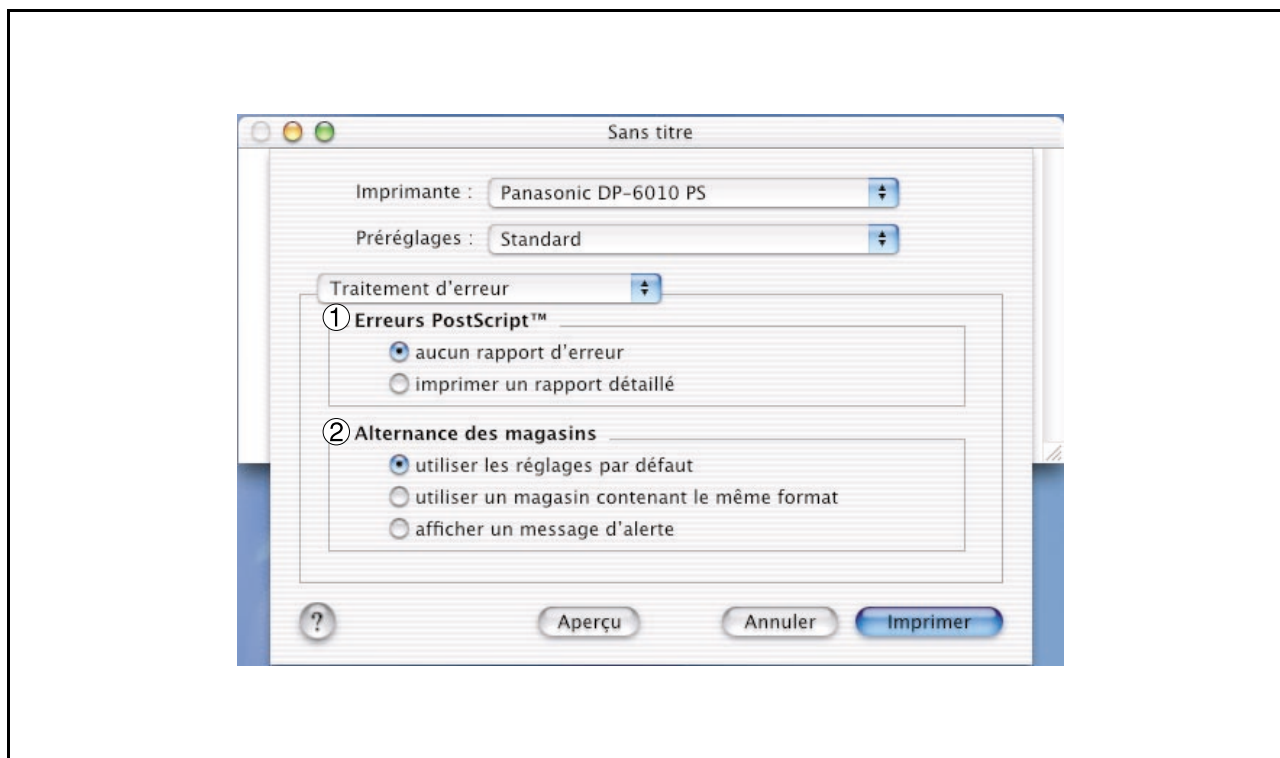 Sans titre
Imprimante : Panasonic DP-6010 PS
Préréglages : Standard
Traitement d'erreur
① Erreurs PostScript™
aucun rapport d'erreur
imprimer un rapport détaillé
② Alternance des magasins
utiliser les réglages par défaut
utiliser un magasin contenant le même format
afficher un message d'alerte
? Aperçu Annuler Imprimer